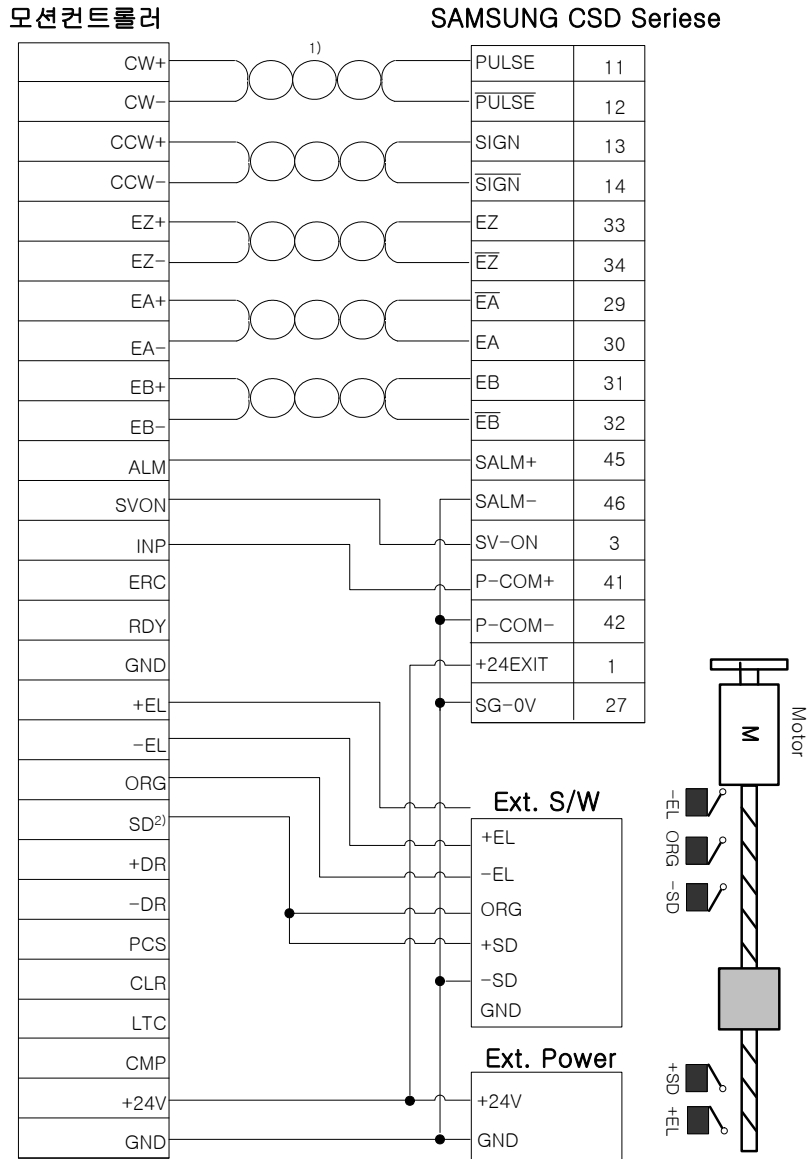 모션컨트롤러
SAMSUNG CSD Seriese
1)
CW+
PULSE 11
CW-
PULSE 12
CCW+
SIGN 13
CCW-
SIGN 14
EZ+
EZ 33
EZ-
EZ 34
EA+
EA 29
EA-
EA 30
EB+
EB 31
EB-
EB 32
ALM
SALM+ 45
SVON
SALM- 46
INP
SV-ON 3
ERC
P-COM+ 41
RDY
P-COM- 42
GND
+24EXIT 1
+EL
SG-0V 27
-EL
ORG
SD2)
+DR
-DR
PCS
CLR
LTC
CMP
+24V
GND
Ext. S/W
+EL
-EL
ORG
+SD
-SD
GND
Ext. Power
+24V
GND
M
Motor
-EL
ORG
-SD
+SD
+EL